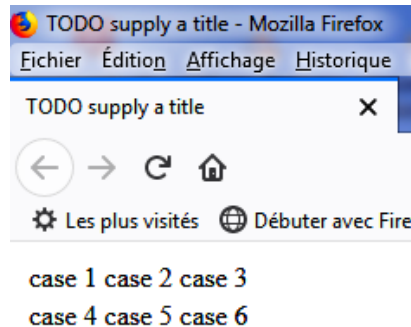 TODO supply a title - Mozilla Firefox
Fichier Édition Affichage Historique
TODO supply a title
Les plus visités Débuter avec Fire
case 1 case 2 case 3
case 4 case 5 case 6